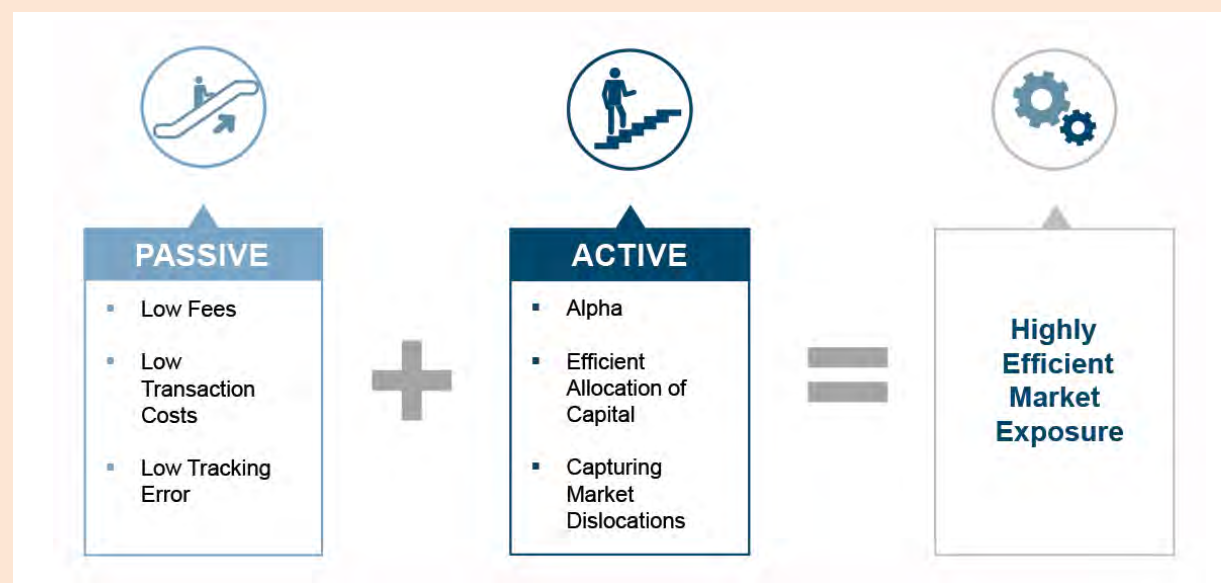 PASSIVE
Low Fees
Low
Transaction
Costs
Low Tracking
Error
ACTIVE
Alpha
Efficient
Allocation of
Capital
Capturing
Market
Dislocations
Highly
Efficient
Market
Exposure